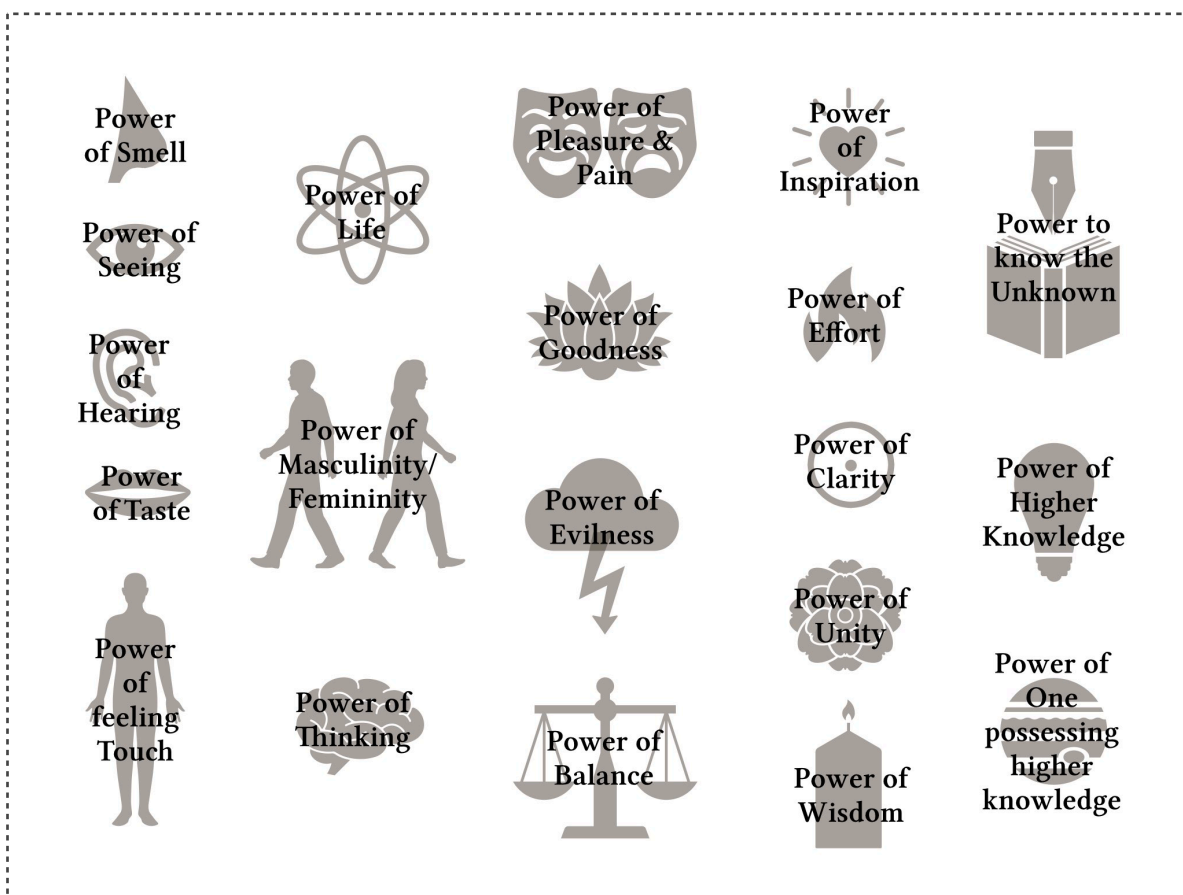 Power
of Smell
Power of
Seeing
Power
of
Hearing
Power
of Taste
Power
of
feeling
Touch
Power of
Life
Power of
Masculinity/
Femininity
Power of
Thinking
Power of
Pleasure &
Pain
Power of
Goodness
Power of
Evilness
Power of
Balance
Power
of
Inspiration
Power of
Effort
Power of
Clarity
Power of
Unity
Power of
Wisdom
Power to
know the
Unknown
Power of
Higher
Knowledge
Power of
One
possessing
higher
knowledge